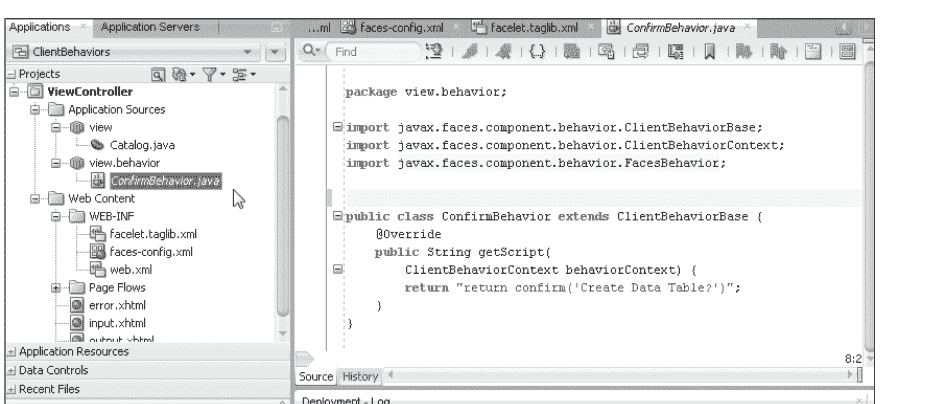 Applications
Application Servers
...ml
faces-config.xml
facelet.taglib.xml
ConfirmBehavior.java
ClientBehaviors
Find
Projects
ViewController
Application Sources
view
Catalog.java
view.behavior
ConfirmBehavior.java
Web Content
WEB-INF
facelet.taglib.xml
faces-config.xml
web.xml
Page Flows
error.xhtml
input.xhtml
output.xhtml
Application Resources
Data Controls
Recent Files
package view.behavior;
import javax.faces.component.behavior.ClientBehaviorBase;
import javax.faces.component.behavior.ClientBehaviorContext;
import javax.faces.component.behavior.FacesBehavior;
public class ConfirmBehavior extends ClientBehaviorBase {
@Override
public String getScript(
ClientBehaviorContext behaviorContext) {
return "return confirm('Create Data Table?')";
}
}
8:2
Source
History
Deployment - Log